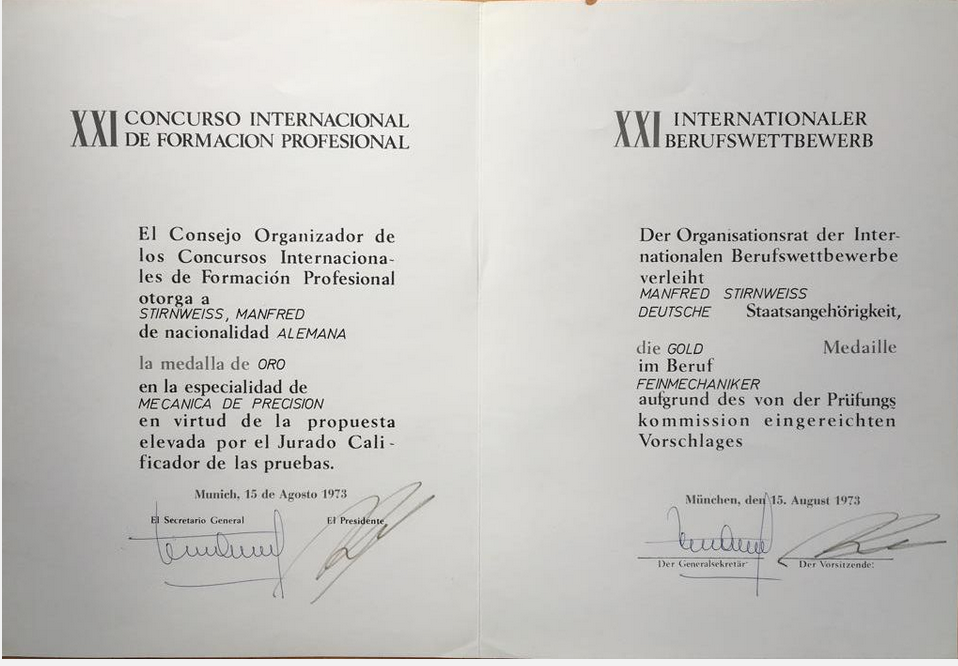 XXI CONCURSO INTERNACIONAL
DE FORMACION PROFESIONAL
El Consejo Organizador de
los Concursos Internaciona-
les de Formación Profesional
otorga a
STIRNWEISS, MANFRED
de nacionalidad ALEMANA
la medalla de ORO
en la especialidad de
MECANICA DE PRECISION
en virtud de la propuesta
elevada por el Jurado Cali-
ficador de las pruebas.
Munich, 15 de Agosto 1973
El Secretario General El Presidente,
XXI INTERNATIONALER
BERUFSWETTBEWERB
Der Organisationsrat der Inter-
nationalen Berufswettbewerbe
verleiht
MANFRED STIRNWEISS
DEUTSCHE Staatsangehörigkeit,
die GOLD Medaille
im Beruf
FEINMECHANIKER
aufgrund des von der Prüfungs
kommission eingereichten
Vorschlages
München, den 15. August 1973
Der Generalsekretär Der Vorsitzende: